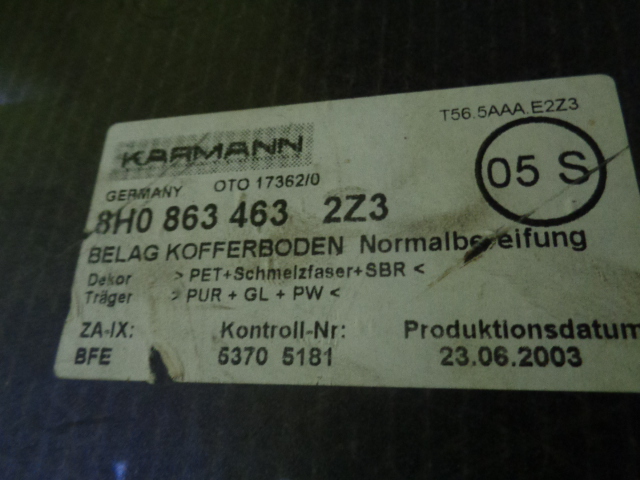 T56.5AAA.E2Z3
KARMANN
GERMANY OTO 17362/0
05 S
8H0 863 463 2Z3
BELAG KOFFERBODEN Normalbereifung
Dekor > PET+Schmelzfaser+SBR <
Träger > PUR + GL + PW <
ZA-IX: Kontroll-Nr: Produktionsdatum
BFE 5370 5181 23.06.2003